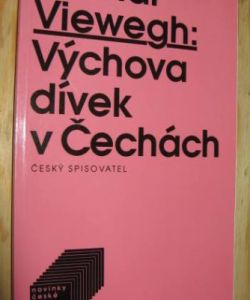 Viewegh:
Výchova
dívek
v Čechách
ČESKÝ SPISOVATEL
novinky
české